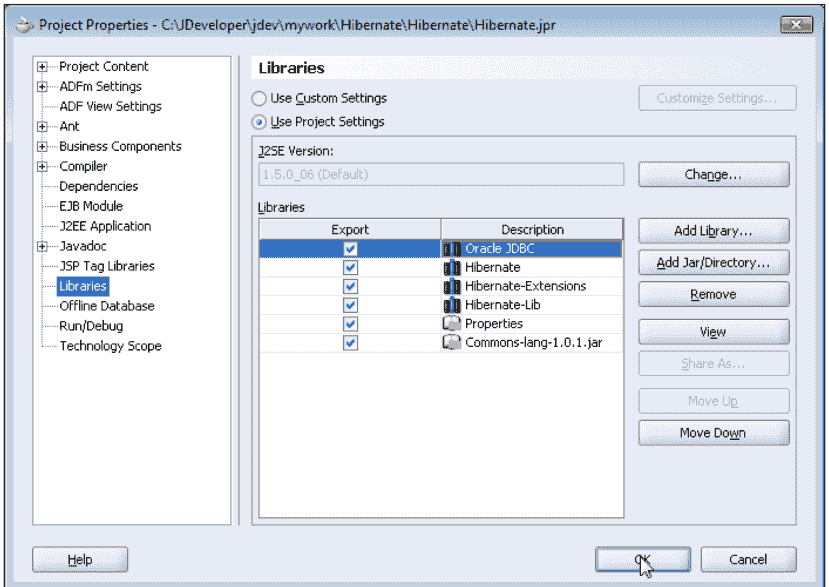 Project Properties - C:\JDeveloper\jdev\mywork\Hibernate\Hibernate\Hibernate.jpr
Project Content
ADFm Settings
ADF View Settings
Ant
Business Components
Compiler
Dependencies
EJB Module
J2EE Application
Javadoc
JSP Tag Libraries
Libraries
Offline Database
Run/Debug
Technology Scope
Libraries
Use Custom Settings
Customize Settings...
Use Project Settings
J2SE Version:
1.5.0_06 (Default)
Change...
Libraries
Export Description
Oracle JDBC
Hibernate
Hibernate-Extensions
Hibernate-Lib
Properties
Commons-lang-1.0.1.jar
Add Library...
Add Jar/Directory...
Remove
View
Share As...
Move Up
Move Down
Help
OK
Cancel